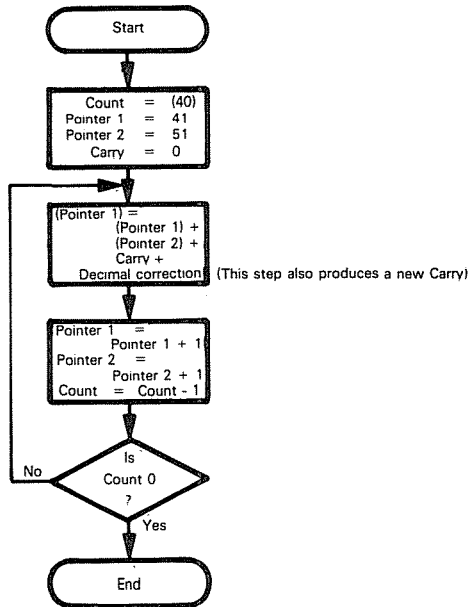 Start
Count = (40)
Pointer 1 = 41
Pointer 2 = 51
Carry = 0
(Pointer 1) =
(Pointer 1) +
(Pointer 2) +
Carry +
Decimal correction
(This step also produces a new Carry)
Pointer 1 =
Pointer 1 + 1
Pointer 2 =
Pointer 2 + 1
Count = Count - 1
Is
Count 0
?
No
Yes
End